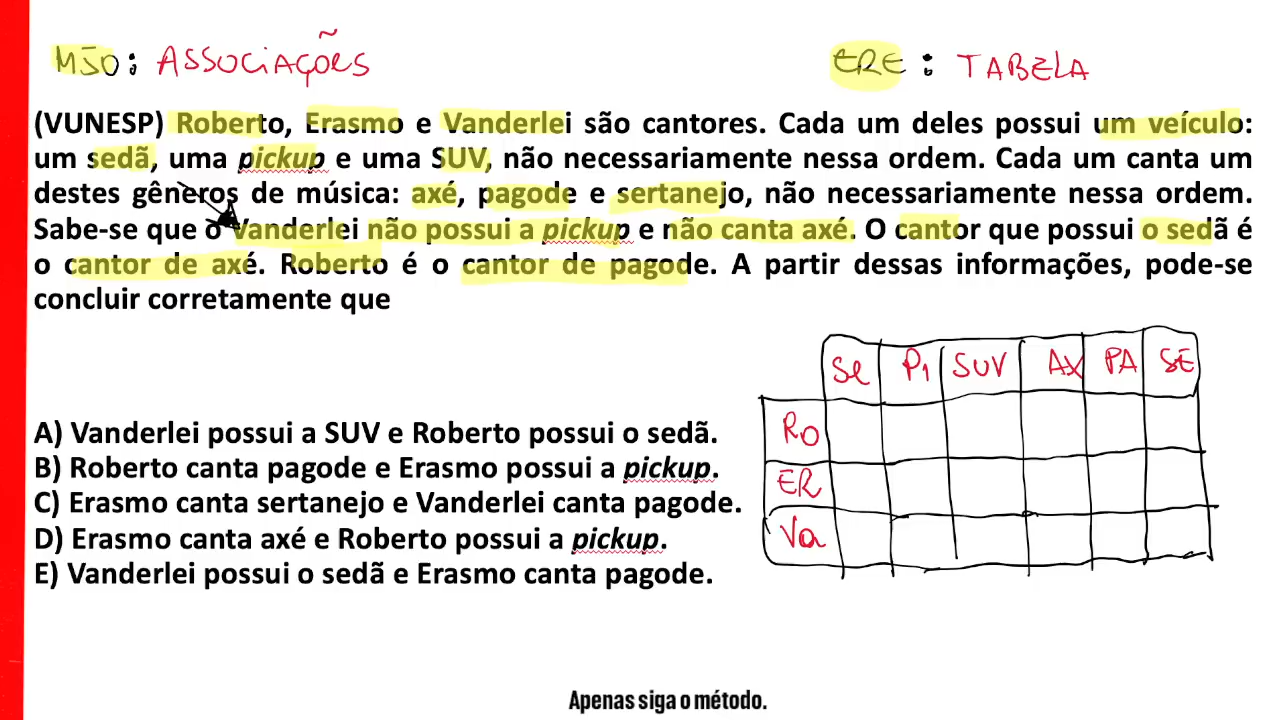 MJO: ASSOCIAÇÕES
ERE: TABELA
(VUNESP) Roberto, Erasmo e Vanderlei são cantores. Cada um deles possui um veículo:
um sedã, uma pickup e uma SUV, não necessariamente nessa ordem. Cada um canta um
destes gêneros de música: axé, pagode e sertanejo, não necessariamente nessa ordem.
Sabe-se que o Vanderlei não possui a pickup e não canta axé. O cantor que possui o sedã é
o cantor de axé. Roberto é o cantor de pagode. A partir dessas informações, pode-se
concluir corretamente que
A) Vanderlei possui a SUV e Roberto possui o sedã.
B) Roberto canta pagode e Erasmo possui a pickup.
C) Erasmo canta sertanejo e Vanderlei canta pagode.
D) Erasmo canta axé e Roberto possui a pickup.
E) Vanderlei possui o sedã e Erasmo canta pagode.
Se Pi SUV AX PA SE
Ro
ER
Va
Apenas siga o método.